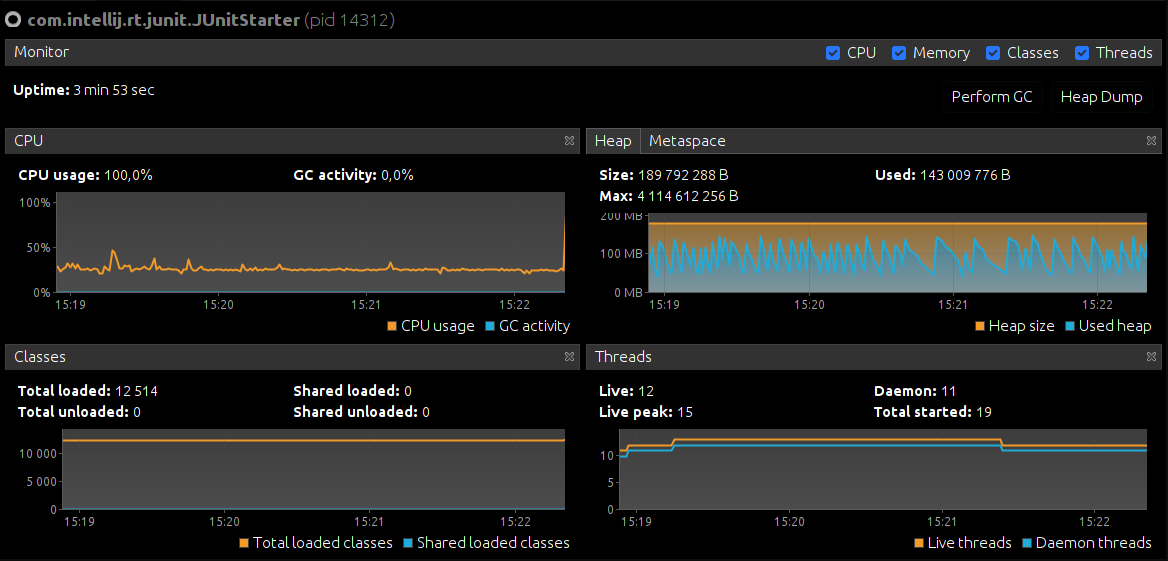 com.intellij.rt.junit.JUnitStarter (pid 14312)
Monitor
CPU Memory Classes Threads
Uptime: 3 min 53 sec
Perform GC Heap Dump
CPU
CPU usage: 100,0% GC activity: 0,0%
100%
50%
0%
15:19 15:20 15:21 15:22
CPU usage GC activity
Heap Metaspace
Size: 189 792 288 B Used: 143 009 776 B
Max: 4 114 612 256 B
200 MB
100 MB
0 MB
15:19 15:20 15:21 15:22
Heap size Used heap
Classes
Total loaded: 12 514 Shared loaded: 0
Total unloaded: 0 Shared unloaded: 0
10 000
5 000
0
15:19 15:20 15:21 15:22
Total loaded classes Shared loaded classes
Threads
Live: 12 Daemon: 11
Live peak: 15 Total started: 19
10
5
0
15:19 15:20 15:21 15:22
Live threads Daemon threads